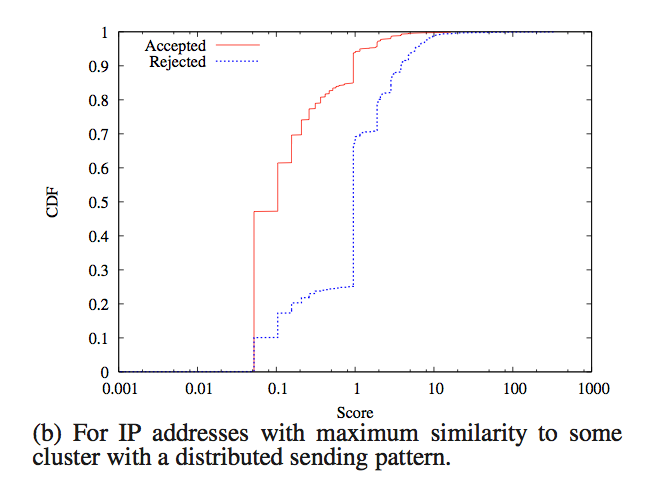 1
0.9
0.8
0.7
0.6
0.5
0.4
0.3
0.2
0.1
0
CDF
Accepted
Rejected
0.001 0.01 0.1 1 10 100 1000
Score
(b) For IP addresses with maximum similarity to some
cluster with a distributed sending pattern.